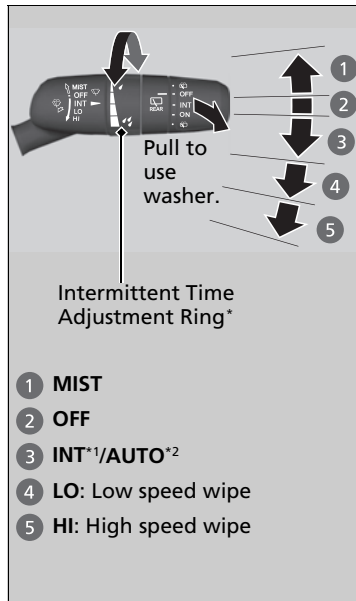 MIST
OFF
INT
LO
HI
REAR
OFF
INT
ON
1
2
3
4
5
Pull to
use
washer.
Intermittent Time
Adjustment Ring*
1 MIST
2 OFF
3 INT*1/AUTO*2
4 LO: Low speed wipe
5 HI: High speed wipe